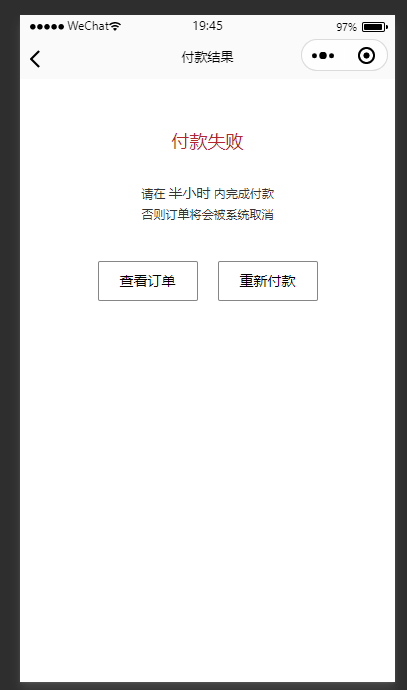 ●●●●● WeChat 19:45 97%
付款结果
付款失败
请在 半小时 内完成付款
否则订单将会被系统取消
查看订单 重新付款